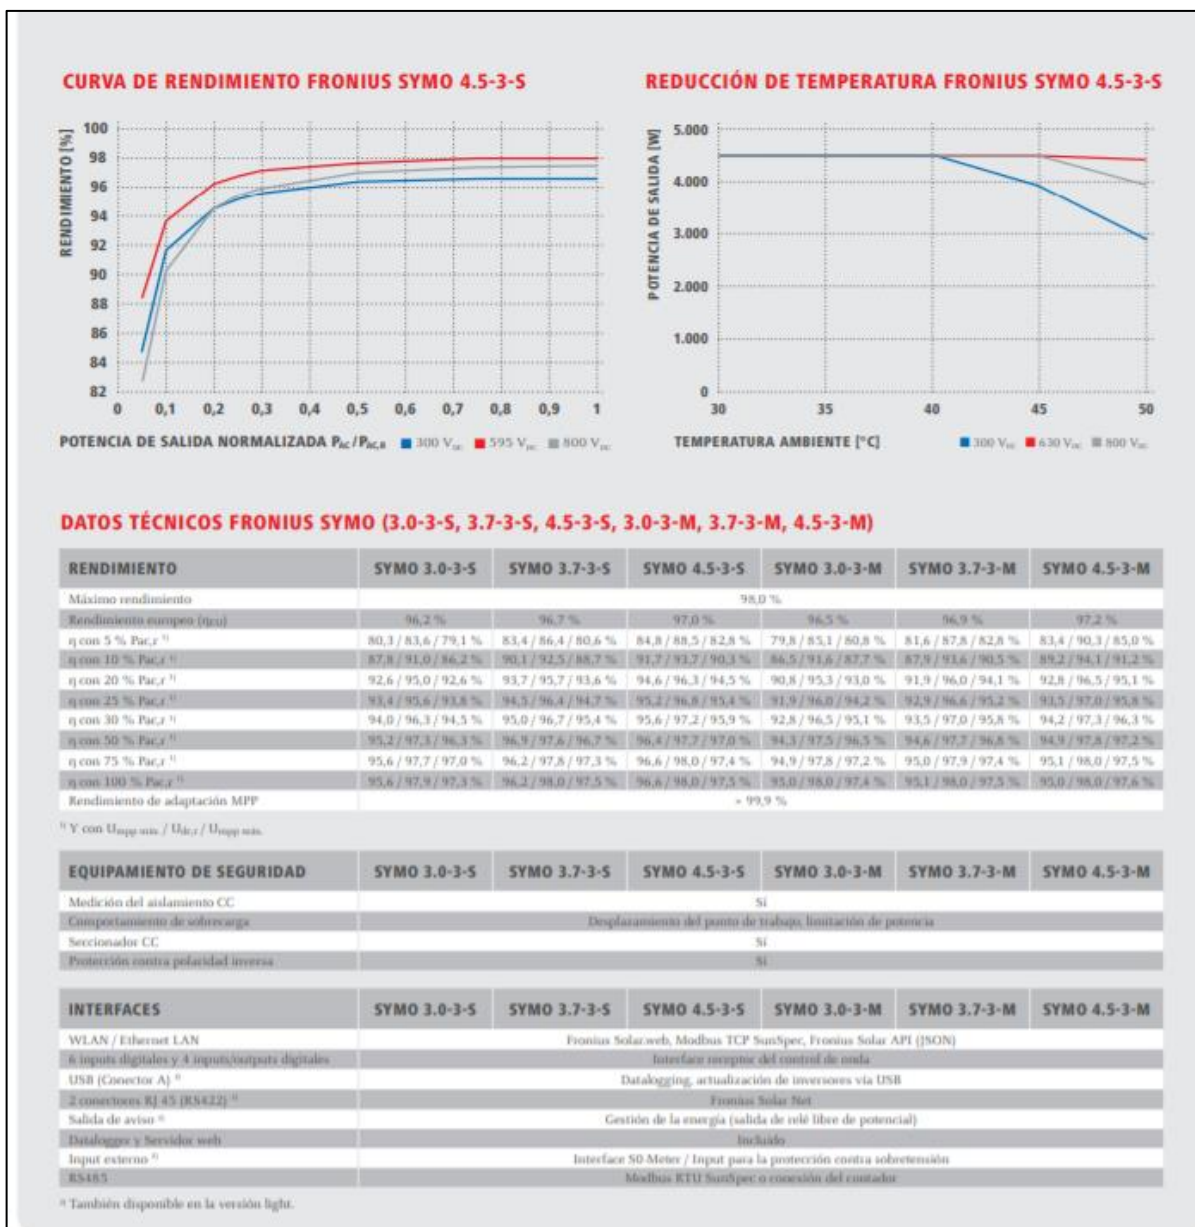 CURVA DE RENDIMIENTO FRONIUS SYMO 4.5-3-S
RENDIMIENTO [%]
100
98
96
94
92
90
88
86
84
82
0 0,1 0,2 0,3 0,4 0,5 0,6 0,7 0,8 0,9 1
POTENCIA DE SALIDA NORMALIZADA PAC/PAC,R 300 VDC 595 VDC 800 VDC
REDUCCIÓN DE TEMPERATURA FRONIUS SYMO 4.5-3-S
POTENCIA DE SALIDA [W]
5.000
4.000
3.000
2.000
1.000
0
30 35 40 45 50
TEMPERATURA AMBIENTE [°C] 300 VDC 630 VDC 800 VDC
DATOS TÉCNICOS FRONIUS SYMO (3.0-3-S, 3.7-3-S, 4.5-3-S, 3.0-3-M, 3.7-3-M, 4.5-3-M)
RENDIMIENTO SYMO 3.0-3-S SYMO 3.7-3-S SYMO 4.5-3-S SYMO 3.0-3-M SYMO 3.7-3-M SYMO 4.5-3-M
Máximo rendimiento 98,0 %
Rendimiento europeo (ηEU) 96,2 % 96,7 % 97,0 % 96,5 % 96,9 % 97,2 %
η con 5 % Pac,r ¹⁾ 80,3 / 83,6 / 79,1 % 83,4 / 86,4 / 80,6 % 84,8 / 88,5 / 82,8 % 79,8 / 85,1 / 80,8 % 81,6 / 87,8 / 82,8 % 83,4 / 90,3 / 85,0 %
η con 10 % Pac,r ¹⁾ 87,8 / 91,0 / 86,2 % 90,1 / 92,5 / 88,7 % 91,7 / 93,7 / 90,3 % 86,5 / 91,6 / 87,7 % 87,9 / 93,6 / 90,5 % 89,2 / 94,1 / 91,2 %
η con 20 % Pac,r ¹⁾ 92,6 / 95,0 / 92,6 % 93,7 / 95,7 / 93,6 % 94,6 / 96,3 / 94,5 % 90,8 / 95,3 / 93,0 % 91,9 / 96,0 / 94,1 % 92,8 / 96,5 / 95,1 %
η con 25 % Pac,r ¹⁾ 93,4 / 95,6 / 93,8 % 94,5 / 96,4 / 94,7 % 95,2 / 96,8 / 95,4 % 91,9 / 96,0 / 94,2 % 92,9 / 96,6 / 95,2 % 93,5 / 97,0 / 95,8 %
η con 30 % Pac,r ¹⁾ 94,0 / 96,3 / 94,5 % 95,0 / 96,7 / 95,4 % 95,6 / 97,2 / 95,9 % 92,8 / 96,5 / 95,1 % 93,5 / 97,0 / 95,8 % 94,2 / 97,3 / 96,3 %
η con 50 % Pac,r ¹⁾ 95,2 / 97,3 / 96,3 % 96,9 / 97,6 / 96,7 % 96,4 / 97,7 / 97,0 % 94,3 / 97,5 / 96,5 % 94,6 / 97,7 / 96,8 % 94,9 / 97,8 / 97,2 %
η con 75 % Pac,r ¹⁾ 95,6 / 97,7 / 97,0 % 96,2 / 97,8 / 97,3 % 96,6 / 98,0 / 97,4 % 94,9 / 97,8 / 97,2 % 95,0 / 97,9 / 97,4 % 95,1 / 98,0 / 97,5 %
η con 100 % Pac,r ¹⁾ 95,6 / 97,9 / 97,3 % 96,2 / 98,0 / 97,5 % 96,6 / 98,0 / 97,5 % 95,0 / 98,0 / 97,4 % 95,1 / 98,0 / 97,5 % 95,0 / 98,0 / 97,6 %
Rendimiento de adaptación MPP > 99,9 %
¹⁾ Y con Umpp mín. / Udc,r / Umpp máx.
EQUIPAMIENTO DE SEGURIDAD SYMO 3.0-3-S SYMO 3.7-3-S SYMO 4.5-3-S SYMO 3.0-3-M SYMO 3.7-3-M SYMO 4.5-3-M
Medición del aislamiento CC Sí
Comportamiento de sobrecarga Desplazamiento del punto de trabajo, limitación de potencia
Seccionador CC Sí
Protección contra polaridad inversa Sí
INTERFACES SYMO 3.0-3-S SYMO 3.7-3-S SYMO 4.5-3-S SYMO 3.0-3-M SYMO 3.7-3-M SYMO 4.5-3-M
WLAN / Ethernet LAN Fronius Solar.web, Modbus TCP SunSpec, Fronius Solar API (JSON)
6 inputs digitales y 4 inputs/outputs digitales Interface receptor del control de onda
USB (Conector A) ²⁾ Datalogging, actualización de inversores vía USB
2 conectores RJ 45 (RS422) ²⁾ Fronius Solar Net
Salida de aviso ²⁾ Gestión de la energía (salida de relé libre de potencial)
Datalogger y Servidor web Incluido
Input externo ²⁾ Interface S0-Meter / Input para la protección contra sobretensión
RS485 Modbus RTU SunSpec o conexión del contador
²⁾ También disponible en la versión light.